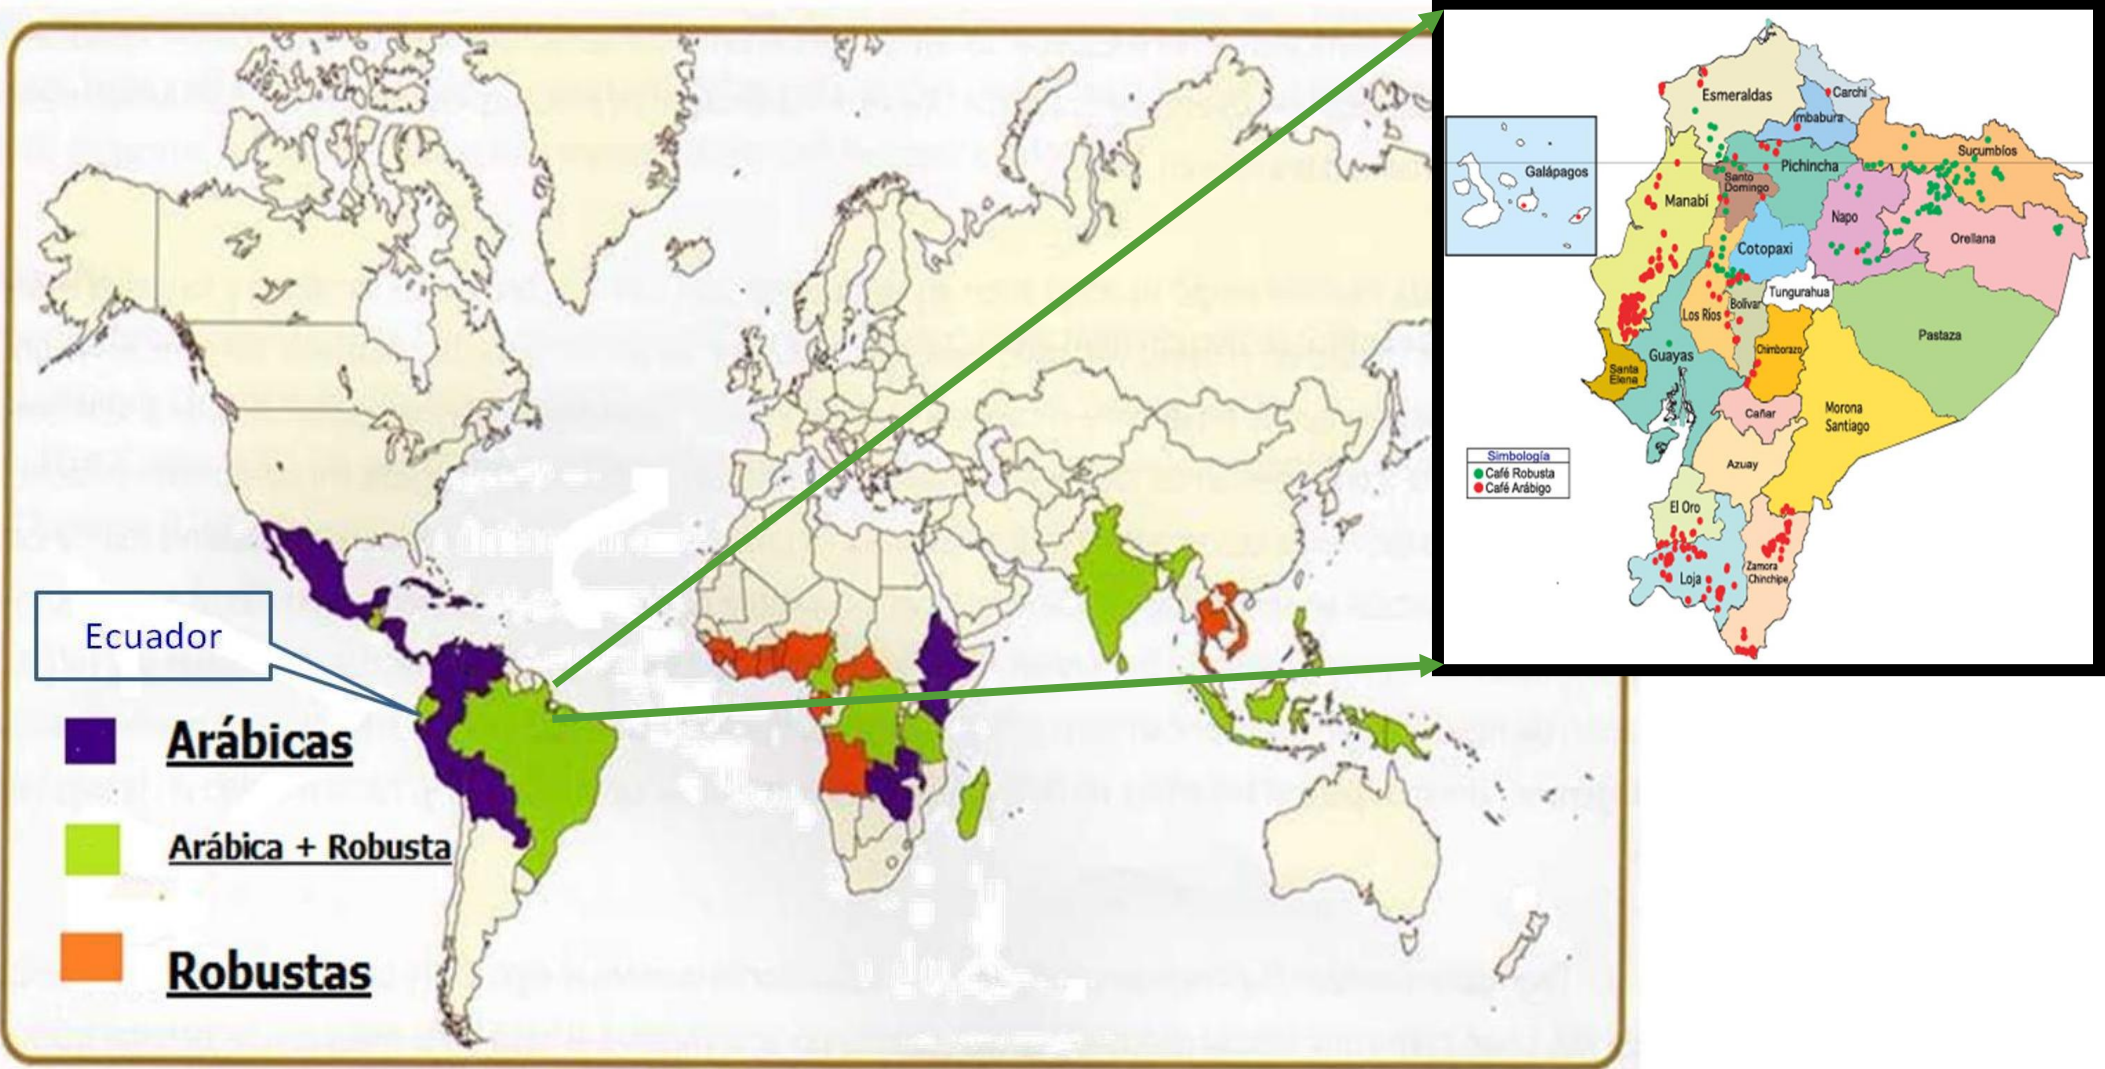 Ecuador
Arábicas
Arábica + Robusta
Robustas
Esmeraldas
Carchi
Imbabura
Sucumbíos
Galápagos
Pichincha
Santo
Domingo
Manabí
Napo
Orellana
Cotopaxi
Tungurahua
Bolívar
Los Ríos
Pastaza
Guayas
Chimborazo
Santa
Elena
Cañar
Morona
Santiago
Azuay
Simbología
Café Robusta
Café Arábigo
El Oro
Zamora
Chinchipe
Loja